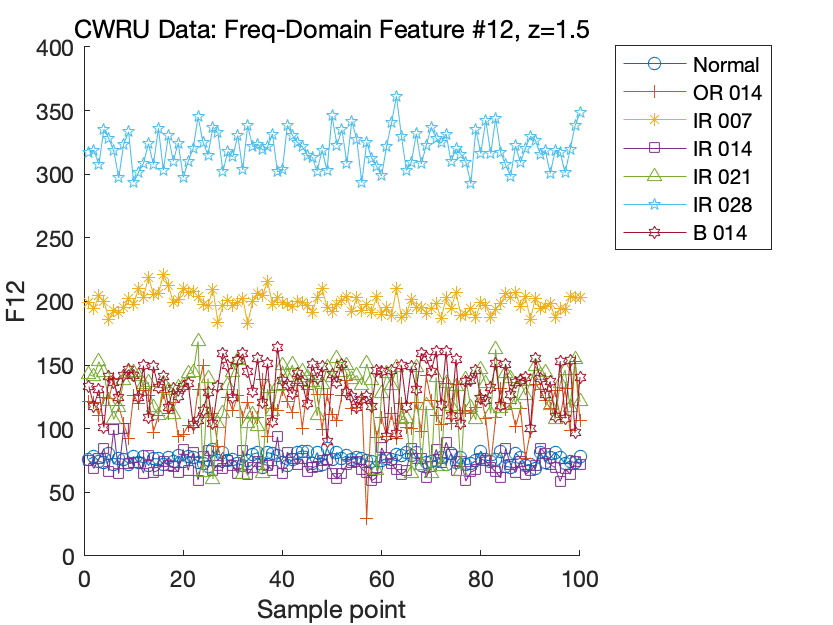 CWRU Data: Freq-Domain Feature #12, z=1.5
400
350
300
250
200
150
100
50
0
F12
0
20
40
60
80
100
Sample point
Normal
OR 014
IR 007
IR 014
IR 021
IR 028
B 014